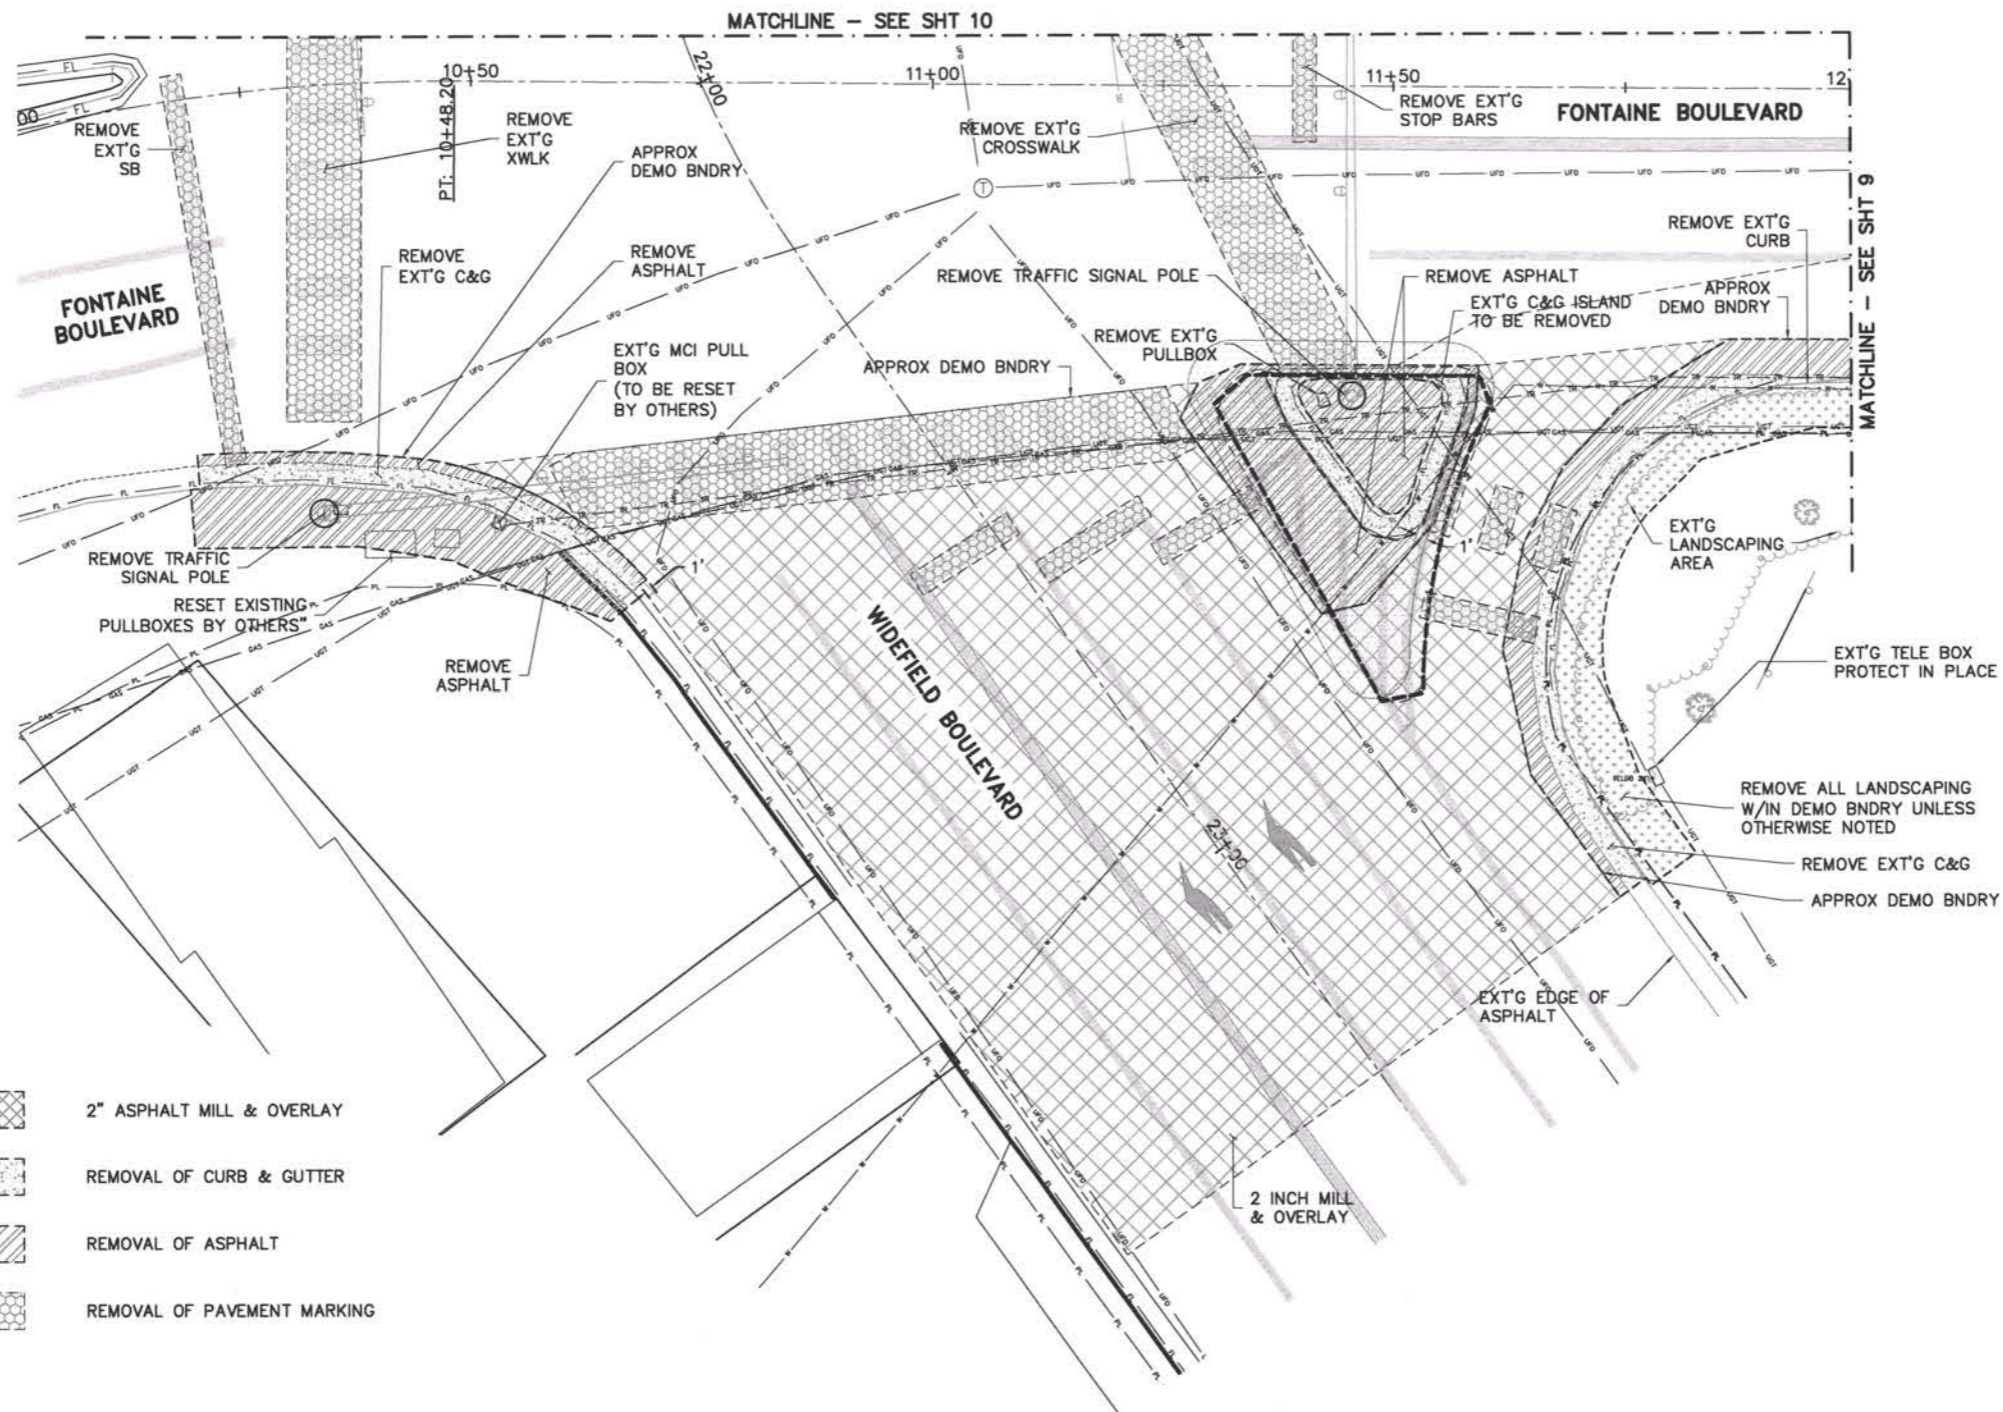 MATCHLINE - SEE SHT 10
FL
FL
00
10+50
22+00
11+00
11+50
12
PT: 10+48.20
REMOVE
EXT'G
SB
REMOVE
EXT'G
XWLK
APPROX
DEMO BNDRY
REMOVE EXT'G
CROSSWALK
REMOVE EXT'G
STOP BARS
FONTAINE BOULEVARD
T
MATCHLINE - SEE SHT 9
REMOVE EXT'G
CURB
REMOVE
EXT'G C&G
REMOVE
ASPHALT
REMOVE TRAFFIC SIGNAL POLE
REMOVE ASPHALT
APPROX
DEMO BNDRY
EXT'G C&G ISLAND
TO BE REMOVED
FONTAINE
BOULEVARD
EXT'G MCI PULL
BOX
(TO BE RESET
BY OTHERS)
REMOVE EXT'G
PULLBOX
APPROX DEMO BNDRY
REMOVE TRAFFIC
SIGNAL POLE
1'
1'
EXT'G
LANDSCAPING
AREA
RESET EXISTING
PULLBOXES BY OTHERS"
REMOVE
ASPHALT
WIDEFIELD BOULEVARD
EXT'G TELE BOX
PROTECT IN PLACE
REMOVE ALL LANDSCAPING
W/IN DEMO BNDRY UNLESS
OTHERWISE NOTED
23+00
REMOVE EXT'G C&G
APPROX DEMO BNDRY
EXT'G EDGE OF
ASPHALT
2 INCH MILL
& OVERLAY
2" ASPHALT MILL & OVERLAY
REMOVAL OF CURB & GUTTER
REMOVAL OF ASPHALT
REMOVAL OF PAVEMENT MARKING